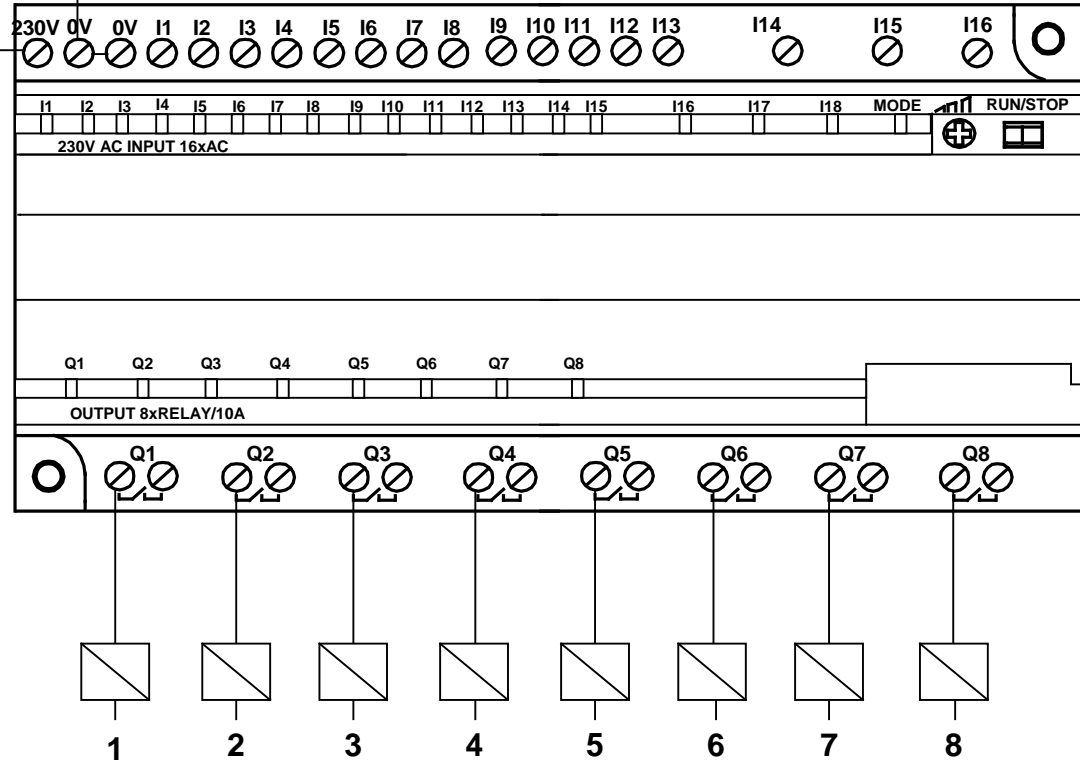 230V 0V 0V I1 I2 I3 I4 I5 I6 I7 I8 I9 I10 I11 I12 I13 I14 I15 I16
I1 I2 I3 I4 I5 I6 I7 I8 I9 I10 I11 I12 I13 I14 I15 I16 I17 I18 MODE RUN/STOP
230V AC INPUT 16xAC
Q1 Q2 Q3 Q4 Q5 Q6 Q7 Q8
OUTPUT 8xRELAY/10A
Q1 Q2 Q3 Q4 Q5 Q6 Q7 Q8
1 2 3 4 5 6 7 8